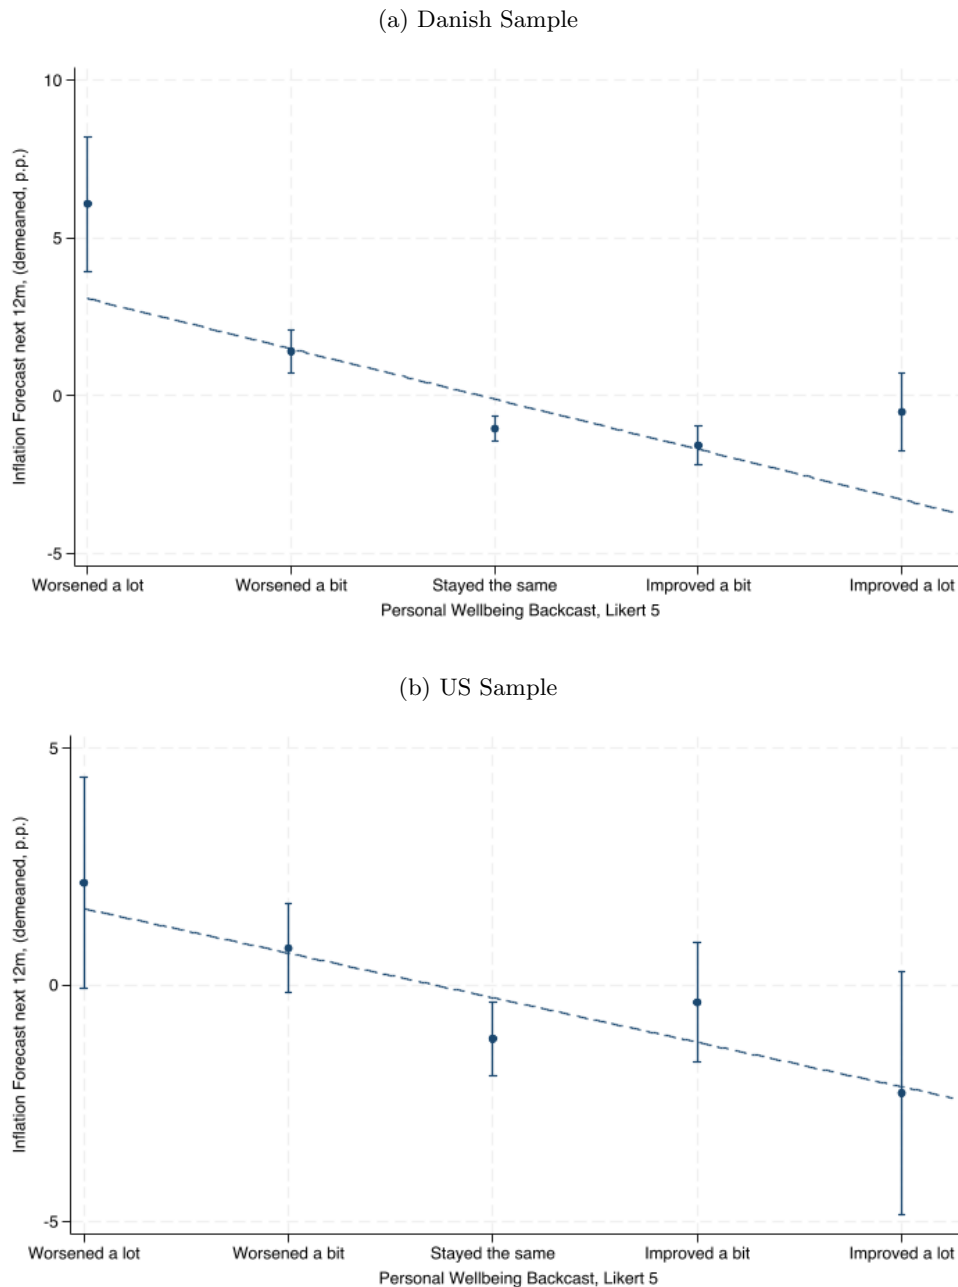 (a) Danish Sample
Inflation Forecast next 12m, (demeaned, p.p.)
10
5
0
-5
Worsened a lot Worsened a bit Stayed the same Improved a bit Improved a lot
Personal Wellbeing Backcast, Likert 5
(b) US Sample
Inflation Forecast next 12m, (demeaned, p.p.)
5
0
-5
Worsened a lot Worsened a bit Stayed the same Improved a bit Improved a lot
Personal Wellbeing Backcast, Likert 5